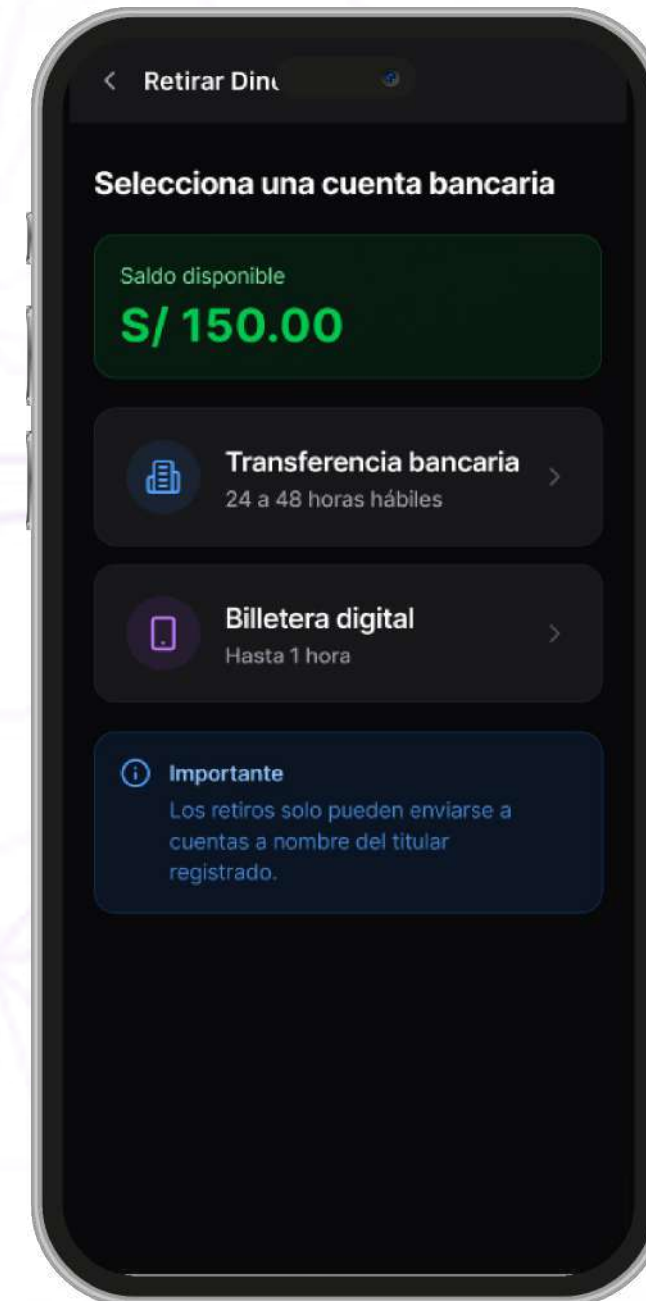 Retirar
Selecciona una cuenta bancaria
Saldo disponible
S/ 150.00
Transferencia bancaria
24 a 48 horas hábiles
Billetera digital
Hasta 1 hora
Importante
Los retiros solo pueden enviarse a
cuentas a nombre del titular
registrado.